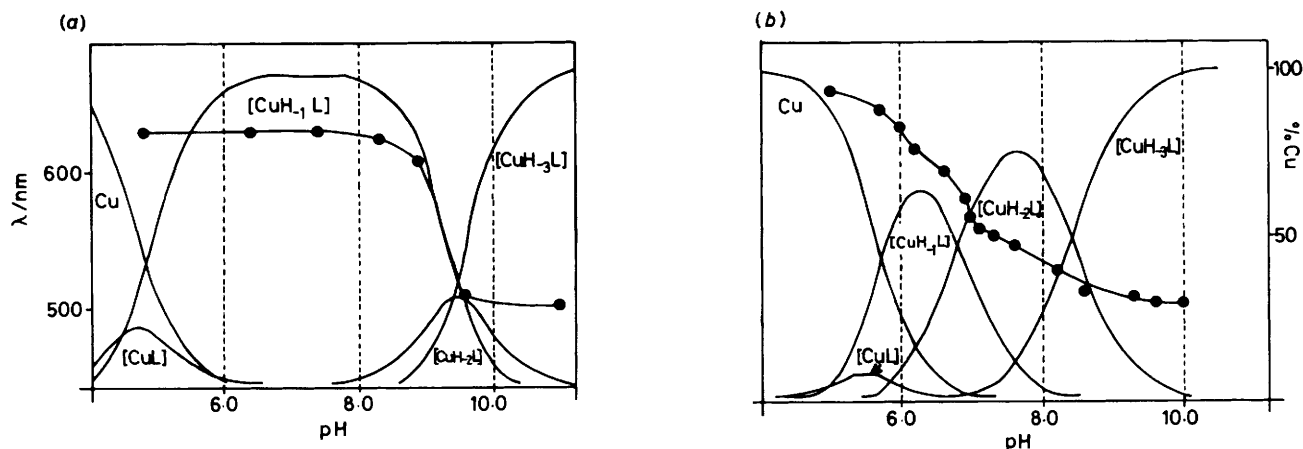 (a)
λ/nm
600
500
Cu
[CuH₋₁ L]
[CuH₋₃L]
[CuL]
[CuH₋₂L]
6·0
8·0
10·0
pH
(b)
Cu
[CuH₋₁L]
[CuH₋₂L]
[CuH₋₃L]
[CuL]
100
50
% Cu
6·0
8·0
10·0
pH